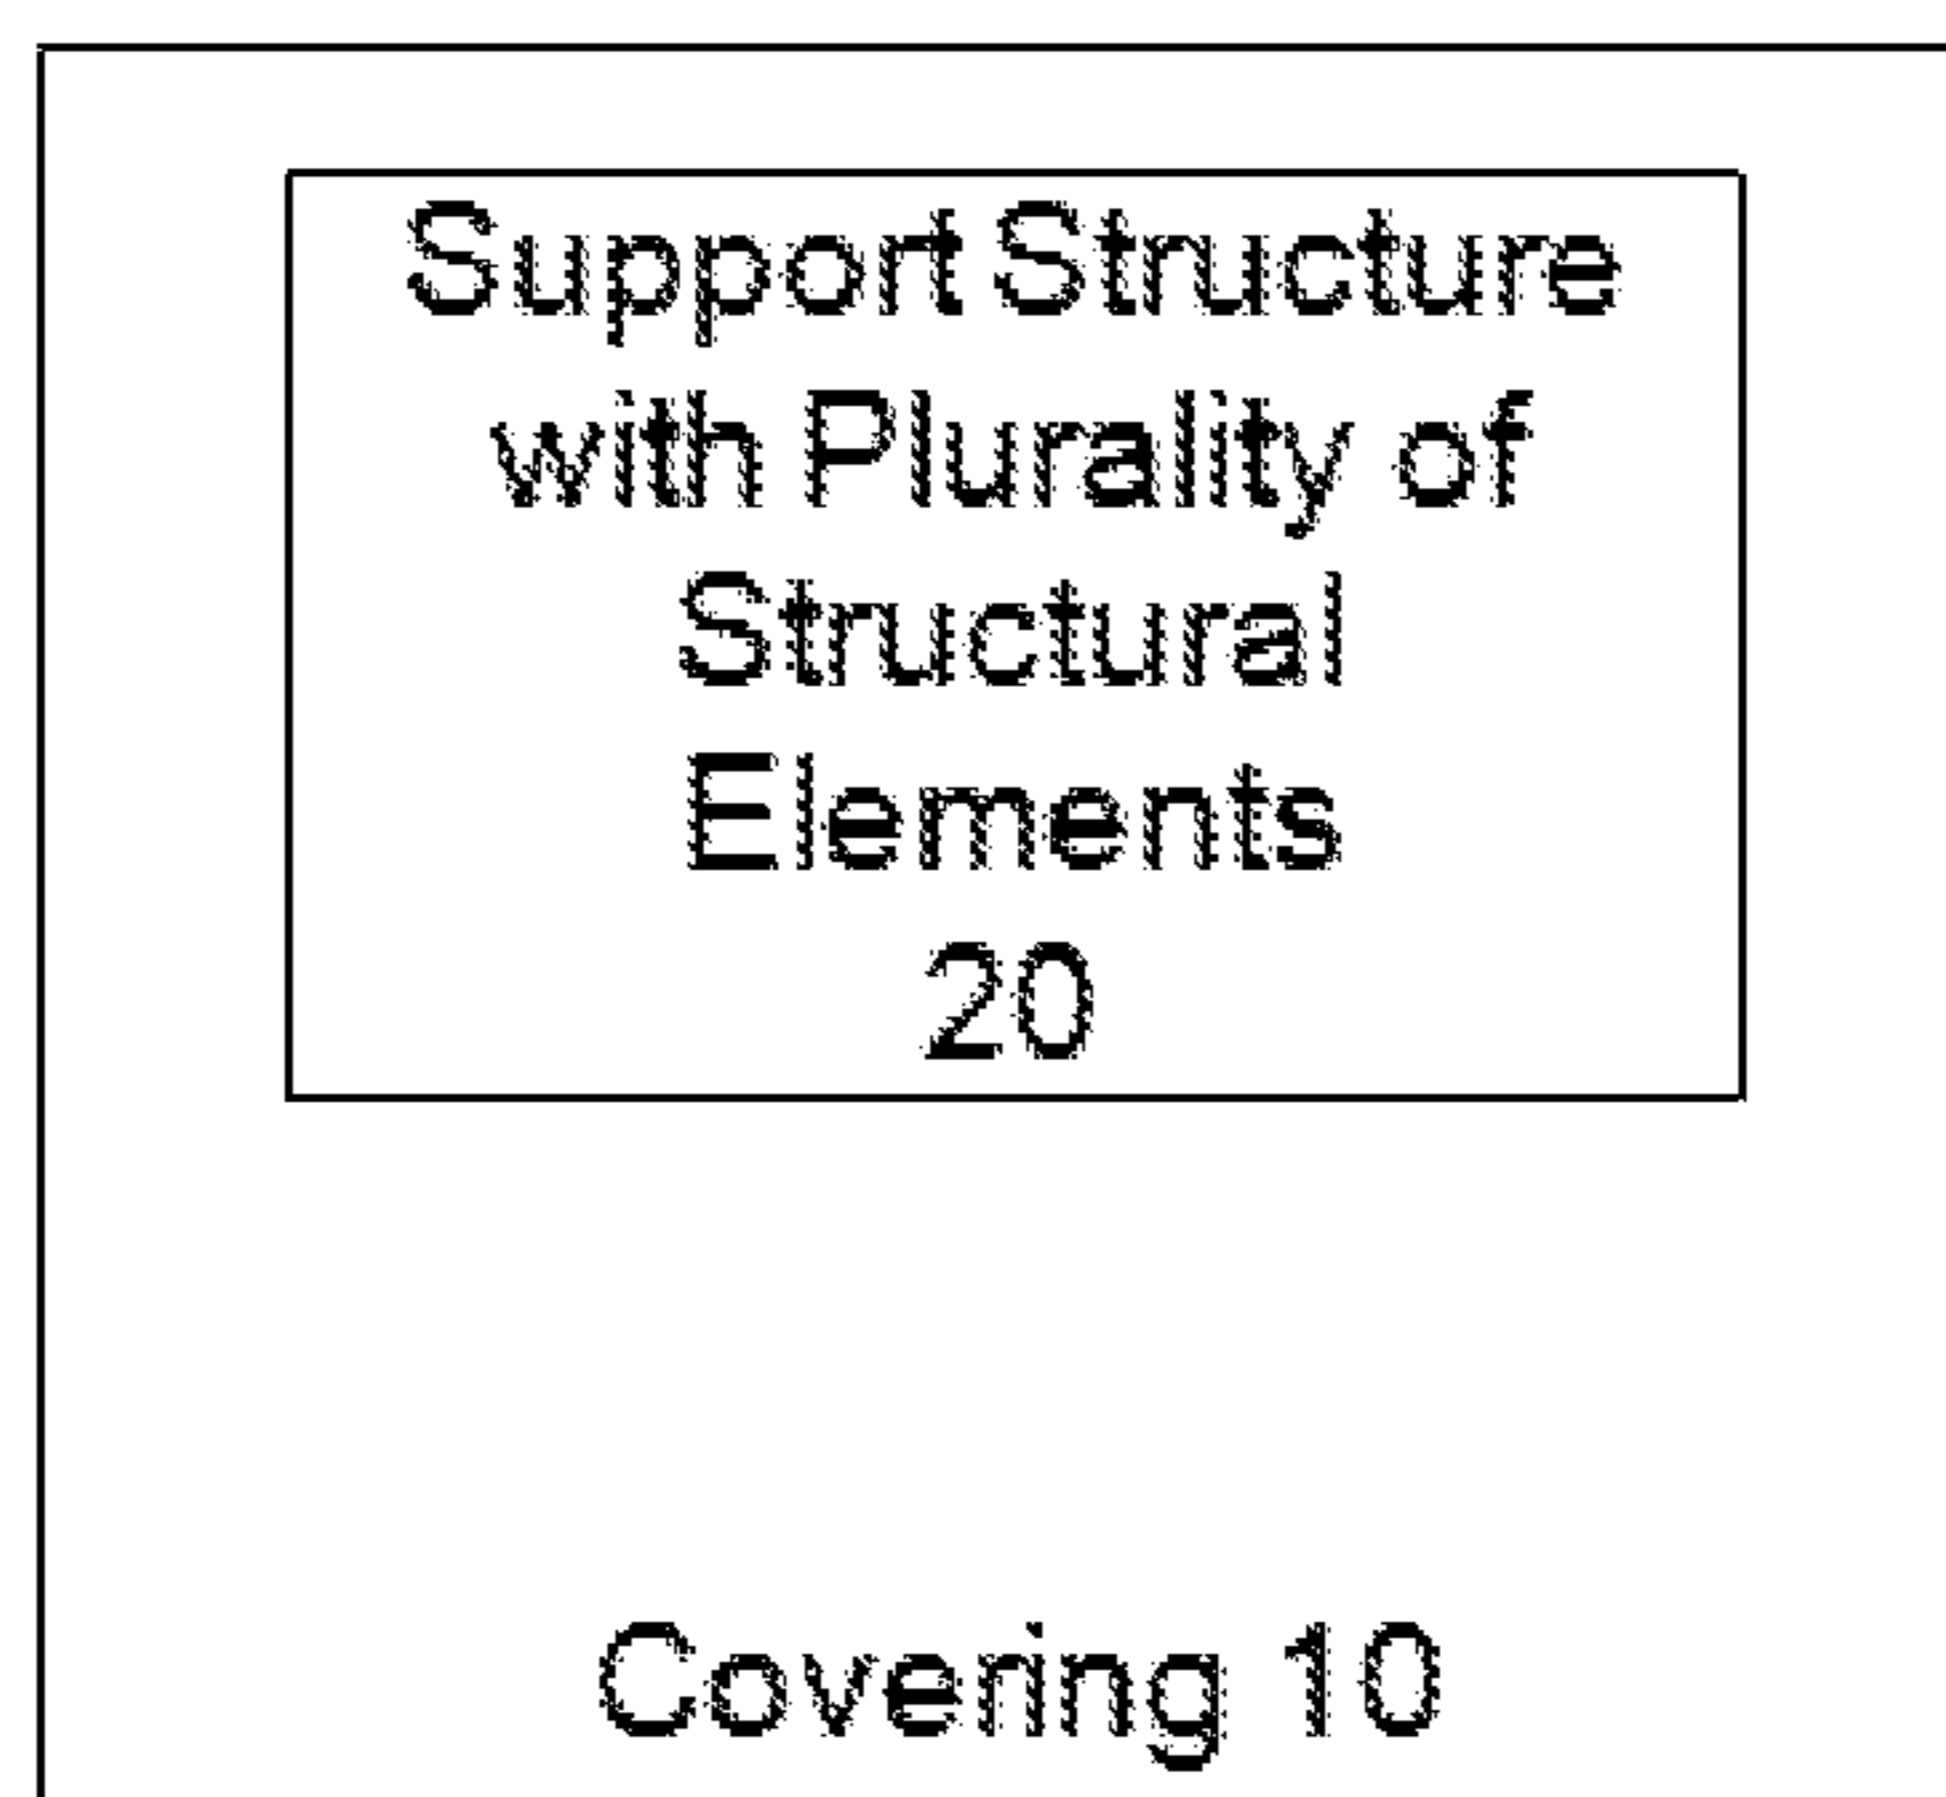 Support Structure
with Plurality of
Structural
Elements
20
Covering 10